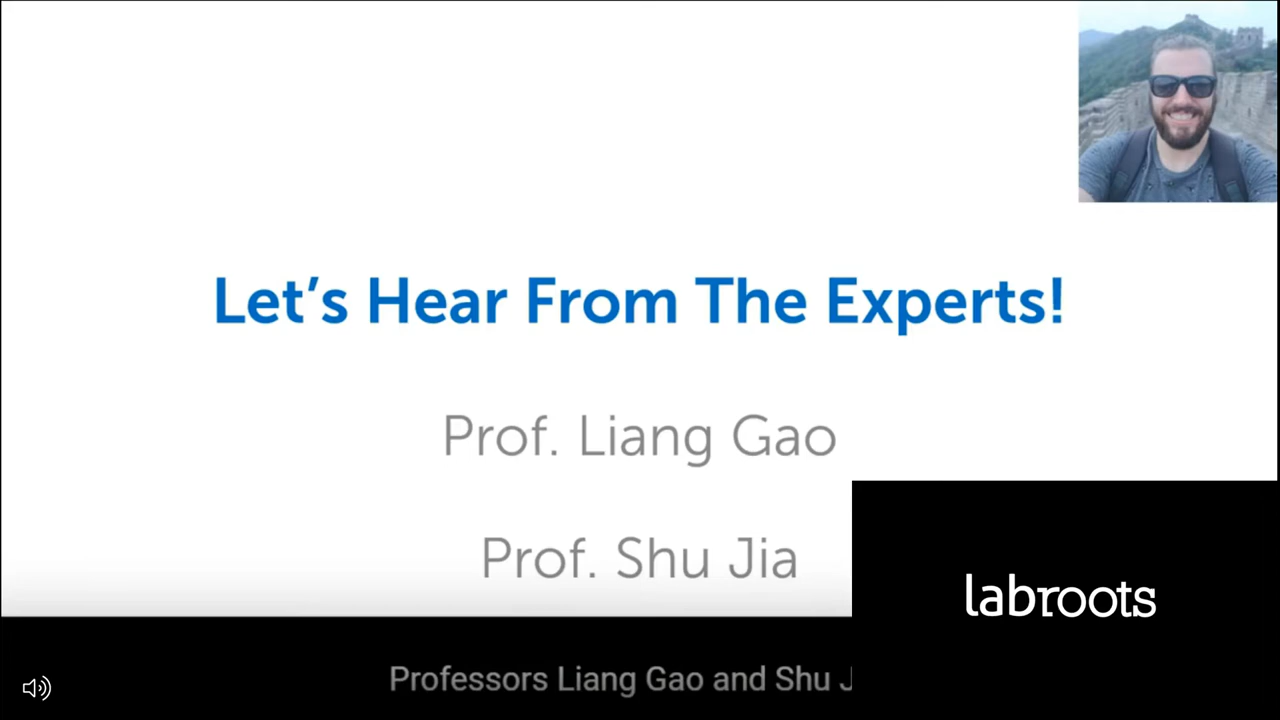 Let's Hear From The Experts!
Prof. Liang Gao
Prof. Shu Jia
labroots
Professors Liang Gao and Shu J